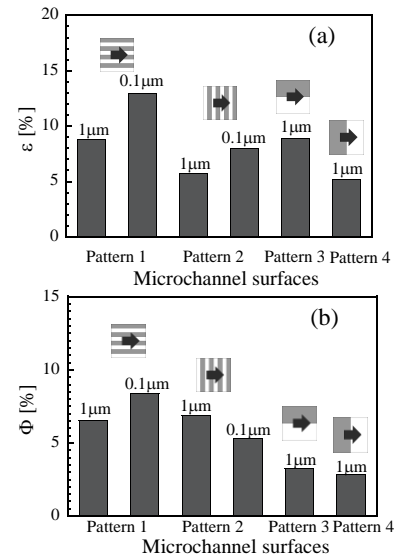 20
(a)
15
0.1μm
10
1μm
0.1μm
1μm
1μm
1μm
5
0
ε [%]
Pattern 1 Pattern 2 Pattern 3 Pattern 4
Microchannel surfaces
15
(b)
10
0.1μm
1μm
1μm
0.1μm
5
1μm
1μm
0
Φ [%]
Pattern 1 Pattern 2 Pattern 3 Pattern 4
Microchannel surfaces